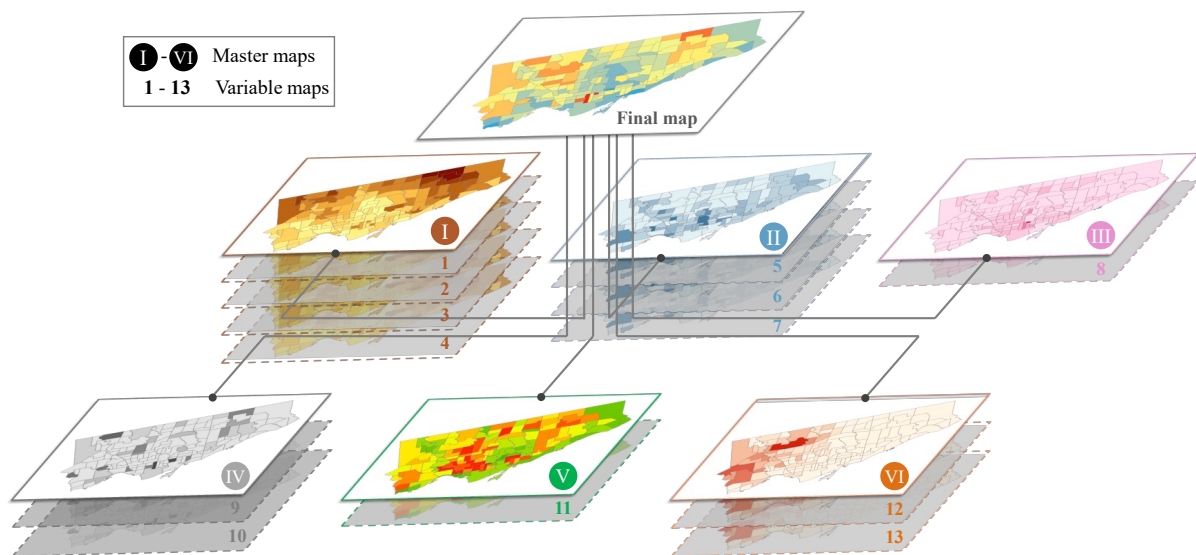 I - VI Master maps
1 - 13 Variable maps
Final map
I
1
2
3
4
II
5
6
7
III
8
IV
9
10
V
11
VI
12
13